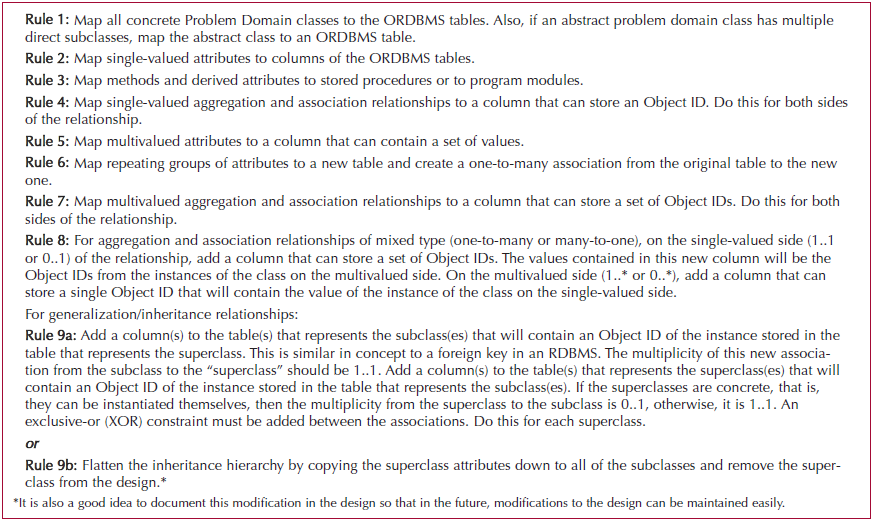 Rule 1: Map all concrete Problem Domain classes to the ORDBMS tables. Also, if an abstract problem domain class has multiple
direct subclasses, map the abstract class to an ORDBMS table.
Rule 2: Map single-valued attributes to columns of the ORDBMS tables.
Rule 3: Map methods and derived attributes to stored procedures or to program modules.
Rule 4: Map single-valued aggregation and association relationships to a column that can store an Object ID. Do this for both sides
of the relationship.
Rule 5: Map multivalued attributes to a column that can contain a set of values.
Rule 6: Map repeating groups of attributes to a new table and create a one-to-many association from the original table to the new
one.
Rule 7: Map multivalued aggregation and association relationships to a column that can store a set of Object IDs. Do this for both
sides of the relationship.
Rule 8: For aggregation and association relationships of mixed type (one-to-many or many-to-one), on the single-valued side (1..1
or 0..1) of the relationship, add a column that can store a set of Object IDs. The values contained in this new column will be the
Object IDs from the instances of the class on the multivalued side. On the multivalued side (1..* or 0..*), add a column that can
store a single Object ID that will contain the value of the instance of the class on the single-valued side.
For generalization/inheritance relationships:
Rule 9a: Add a column(s) to the table(s) that represents the subclass(es) that will contain an Object ID of the instance stored in the
table that represents the superclass. This is similar in concept to a foreign key in an RDBMS. The multiplicity of this new associa-
tion from the subclass to the “superclass” should be 1..1. Add a column(s) to the table(s) that represents the superclass(es) that will
contain an Object ID of the instance stored in the table that represents the subclass(es). If the superclasses are concrete, that is,
they can be instantiated themselves, then the multiplicity from the superclass to the subclass is 0..1, otherwise, it is 1..1. An
exclusive-or (XOR) constraint must be added between the associations. Do this for each superclass.
or
Rule 9b: Flatten the inheritance hierarchy by copying the superclass attributes down to all of the subclasses and remove the super-
class from the design.*
*It is also a good idea to document this modification in the design so that in the future, modifications to the design can be maintained easily.